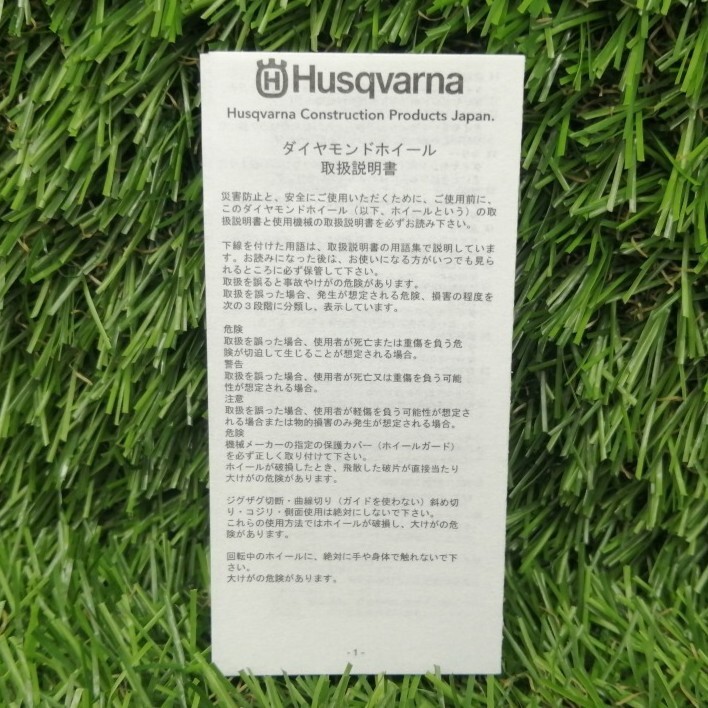 Husqvarna
Husqvarna Construction Products Japan.
ダイヤモンドホイール
取扱説明書
災害防止と、安全にご使用いただくために、ご使用前に、
このダイヤモンドホイール（以下、ホイールという）の取
扱説明書と使用機械の取扱説明書を必ずお読み下さい。
下線を付けた用語は、取扱説明書の用語集で説明していま
す。お読みになった後は、お使いになる方がいつでも見ら
れるところに必ず保管して下さい。
取扱を誤ると事故やけがの危険があります。
取扱を誤った場合、発生が想定される危険、損害の程度を
次の３段階に分類し、表示しています。
危険
取扱を誤った場合、使用者が死亡または重傷を負う危
険が切迫して生じることが想定される場合。
警告
取扱を誤った場合、使用者が死亡又は重傷を負う可能
性が想定される場合。
注意
取扱を誤った場合、使用者が軽傷を負う可能性が想定さ
れる場合または物的損害のみ発生が想定される場合。
危険
機械メーカーの指定の保護カバー（ホイールガード）
を必ず正しく取り付けて下さい。
ホイールが破損したとき、飛散した破片が直接当たり
大けがの危険があります。
ジグザグ切断・曲線切り（ガイドを使わない）斜め切
り・コジリ・側面使用は絶対にしないで下さい。
これらの使用方法ではホイールが破損し、大けがの危
険があります。
回転中のホイールに、絶対に手や身体で触れないで下
さい。
大けがの危険があります。
- 1 -